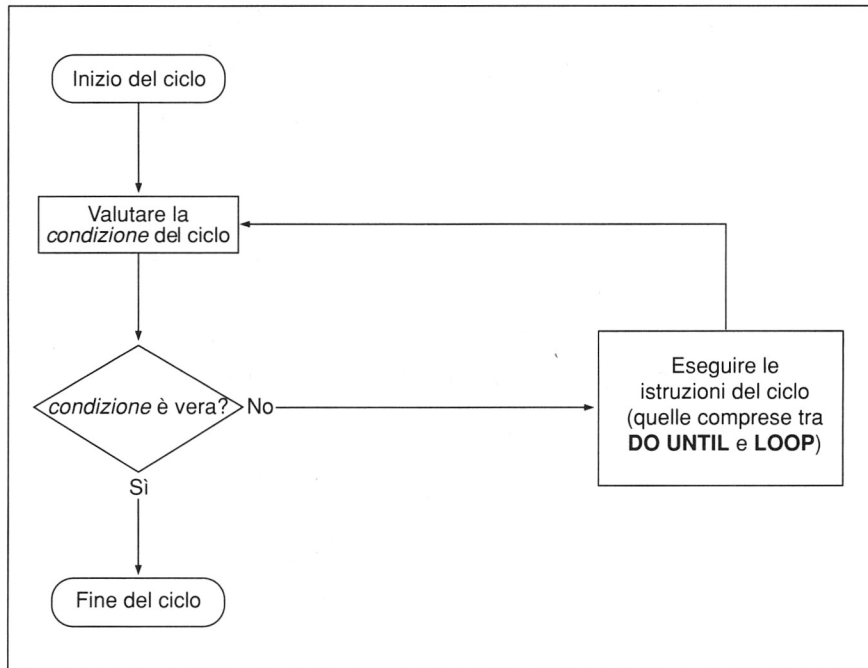 Inizio del ciclo
Valutare la
condizione del ciclo
condizione è vera?
No
Eseguire le
istruzioni del ciclo
(quelle comprese tra
DO UNTIL e LOOP)
Sì
Fine del ciclo